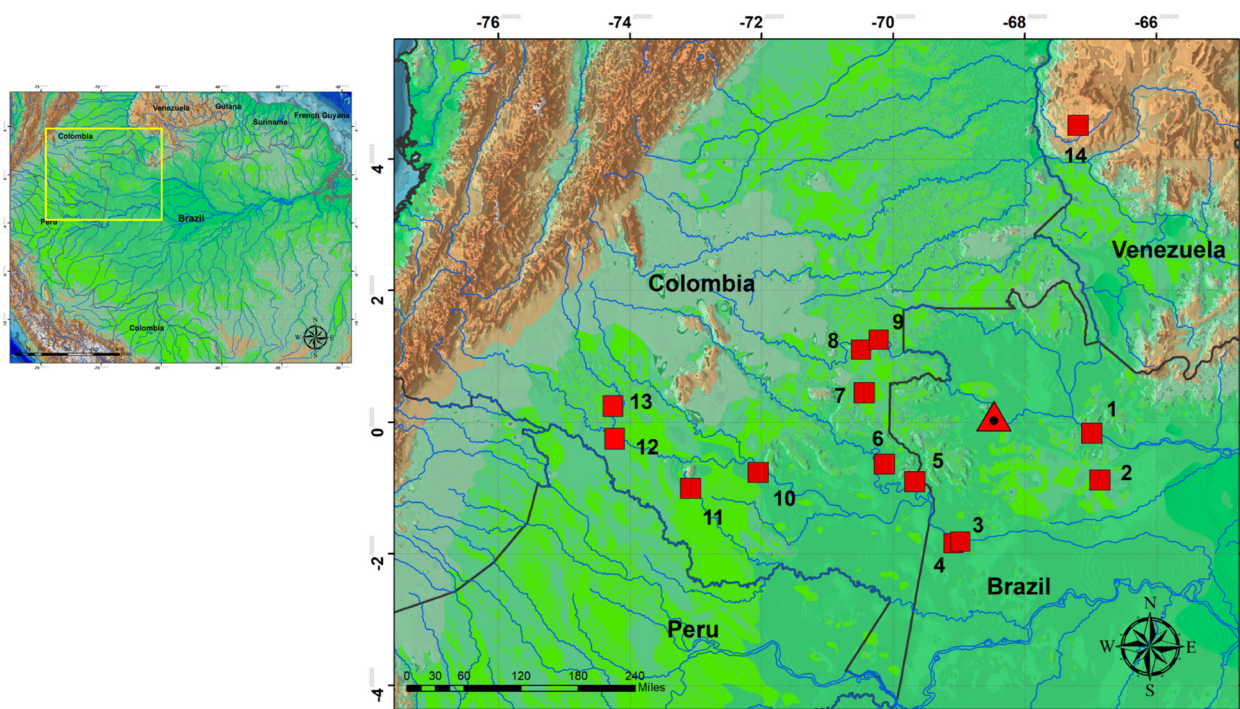 Venezuela
Guiana
Suriname
French Guyana
Colombia
Brazil
Peru
Colombia
N
W E
S
-76
-74
-72
-70
-68
-66
4
2
0
-2
-4
14
Venezuela
Colombia
9
8
7
13
1
12
6
5
2
10
11
3
4
Brazil
Peru
N
W E
S
0 30 60 120 180 240
Miles